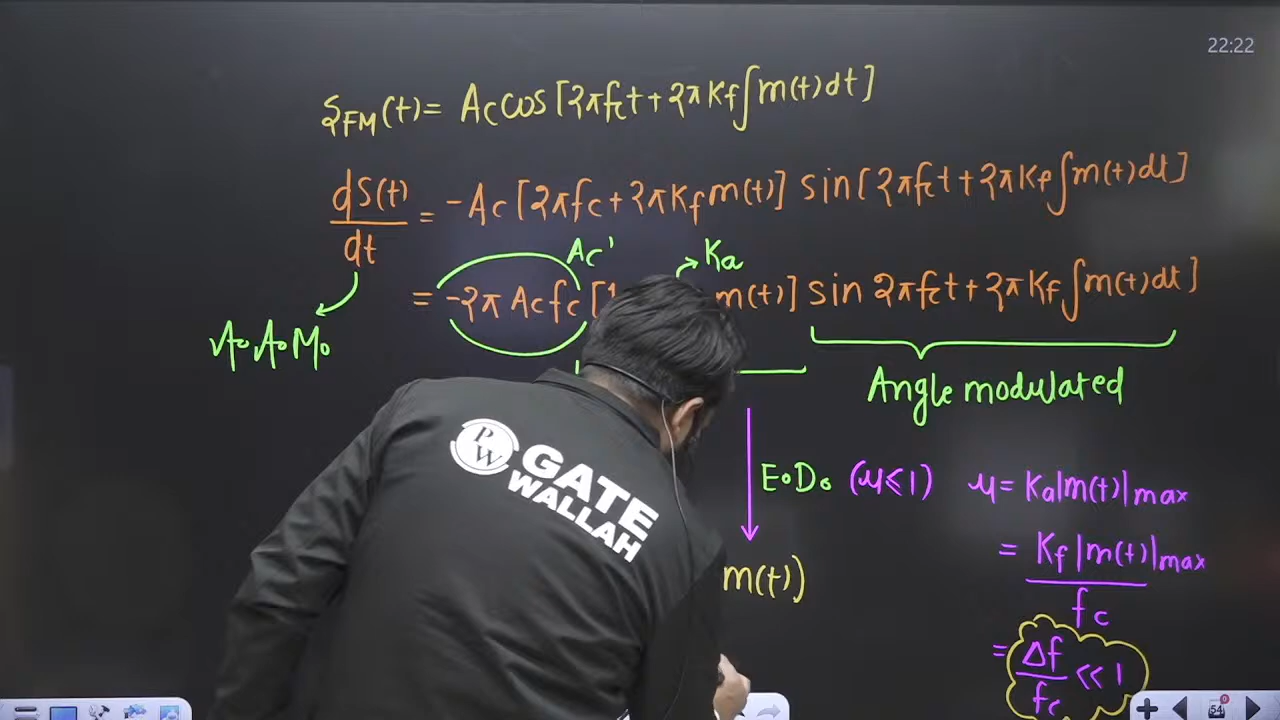 22:22
S_FM(t) = Ac cos[2πfct + 2πKf∫m(t)dt]
dS(t)/dt = -Ac[2πfc + 2πKf m(t)] sin[2πfct + 2πKf∫m(t)dt]
Ac' Ka
= -2πAcfc[1 m(t)] sin 2πfct + 2πKf∫m(t)dt]
A.A.M.
Angle modulated
PW
GATE
WALLAH
E.D. (μ≤1) μ = Ka|m(t)|max
= Kf|m(t)|max/fc
m(t))
= Δf/fc << 1
54